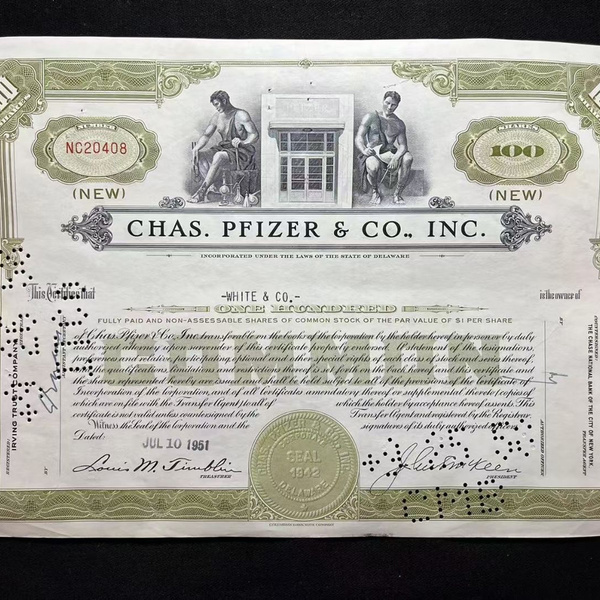 NUMBER
SHARES
NC20408
100
(NEW)
(NEW)
CHAS. PFIZER & CO., INC.
INCORPORATED UNDER THE LAWS OF THE STATE OF DELAWARE
This Certifies that
-WHITE & CO.-
is the owner of
ONE HUNDRED
FULLY PAID AND NON-ASSESSABLE SHARES OF COMMON STOCK OF THE PAR VALUE OF $1 PER SHARE
of Chas. Pfizer & Co., Inc. transferable on the books of the Corporation by the holder hereof in person or by duly
authorized attorney upon surrender of this certificate properly endorsed. A statement of the designations,
preferences and relative, participating, optional and other special rights of each class of stock and series thereof
and the qualifications, limitations or restrictions thereof is set forth on the back hereof and this certificate and
the shares represented hereby are issued and shall be held subject to all of the provisions of the Certificate of
Incorporation of the Corporation, and of all Certificates amendatory thereof or supplemental thereto (copies of
which are on file with the Transfer Agent) to all of which the holder by acceptance hereof assents. This
certificate is not valid unless countersigned by the Transfer Agent and registered by the Registrar.
Witness the Seal of the Corporation and the signatures of its duly authorized officers.
Dated:
JUL 10 1951
SEAL
1942
DELAWARE
TREASURER
PRESIDENT
COMMON
IRVING TRUST COMPANY
THE CHASE NATIONAL BANK OF THE CITY OF NEW YORK